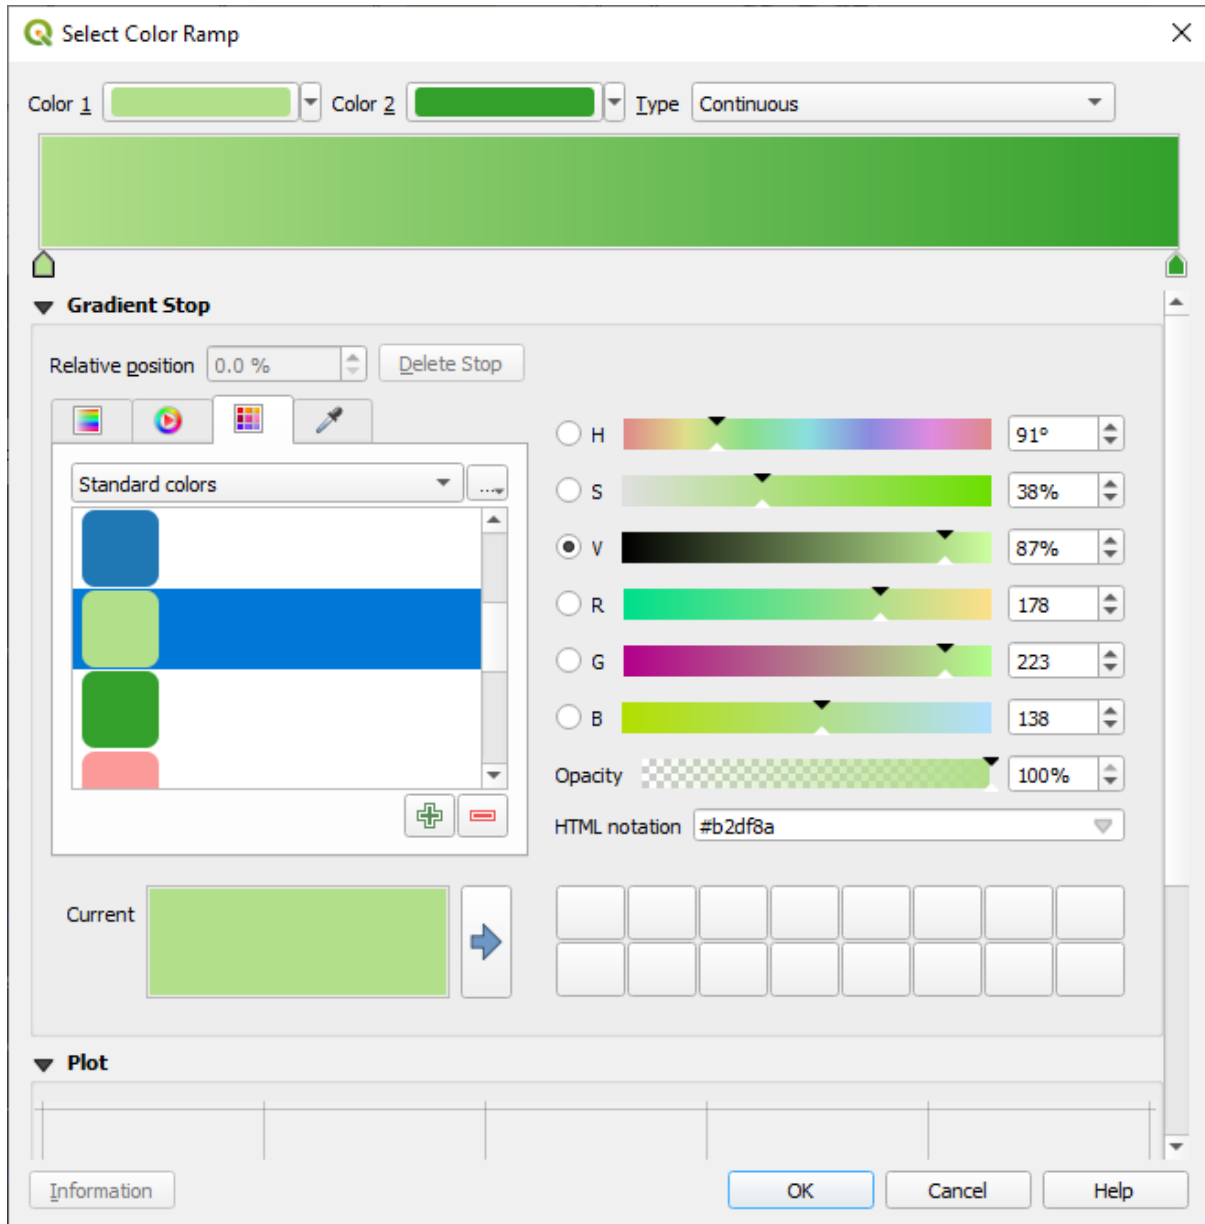 Select Color Ramp
Color 1 Color 2 Type Continuous
Gradient Stop
Relative position 0.0 % Delete Stop
H 91°
Standard colors ...
S 38%
V 87%
R 178
G 223
B 138
Opacity 100%
HTML notation #b2df8a
Current
Plot
Information OK Cancel Help